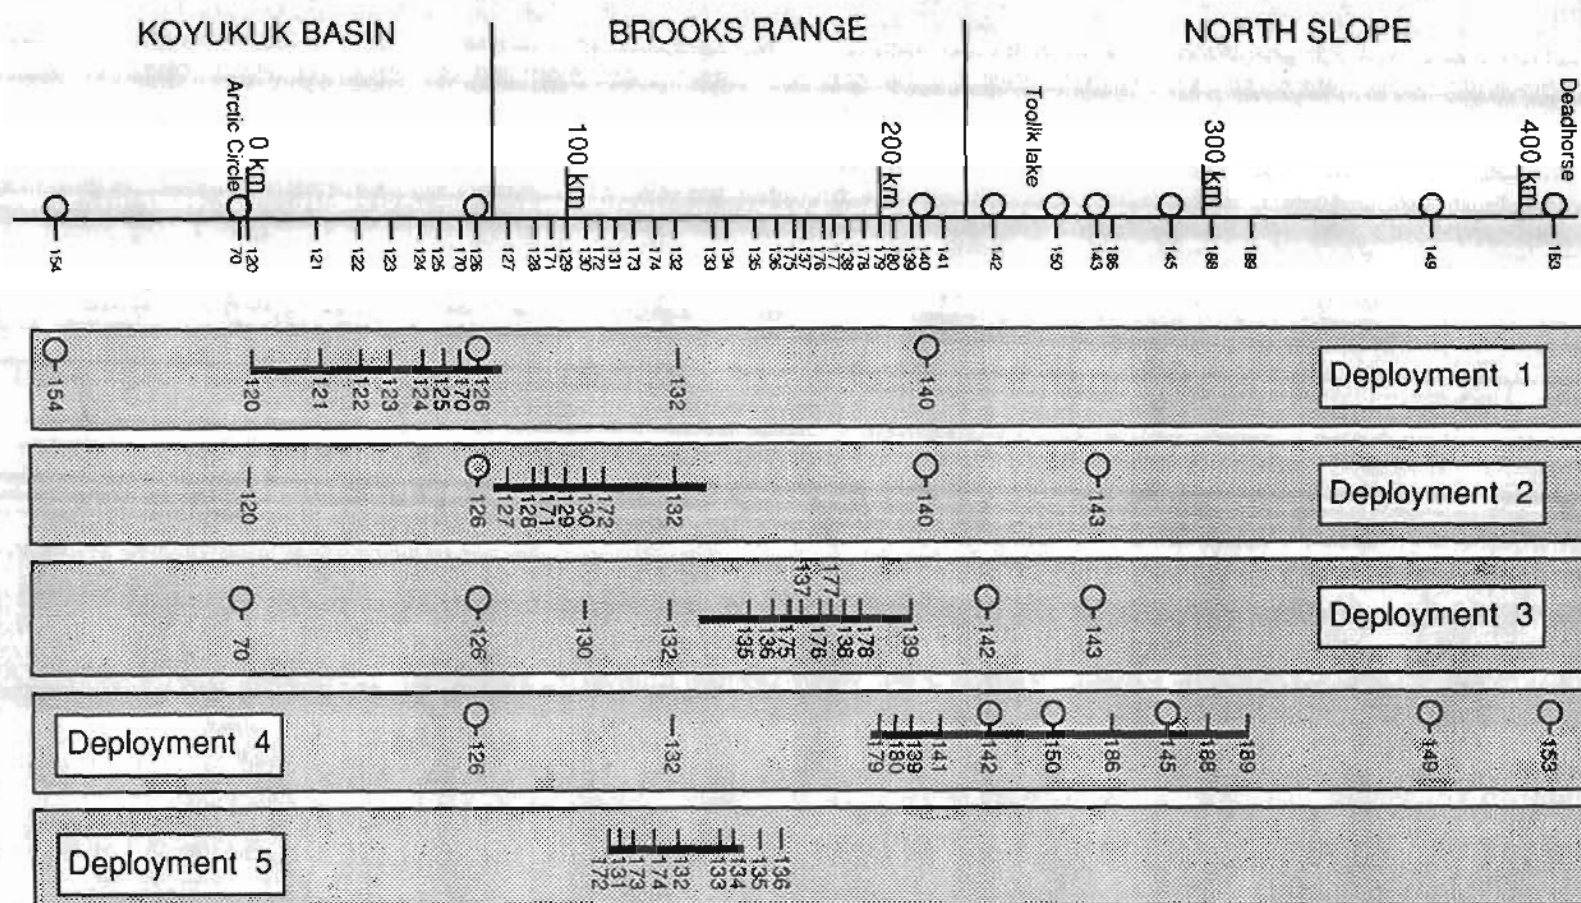 KOYUKUK BASIN BROOKS RANGE NORTH SLOPE
Arctic Circle 0 km 100 km 200 km Toolik lake 300 km 400 km Deadhorse
154 70 120 121 122 123 124 125 170 126 127 128 171 129 130 172 131 173 174 132 133 134 135 136 175 137 176 177 138 178 179 180 139 140 141 142 150 143 186 145 188 189 149 153
154 120 121 122 123 124 125 170 126 132 140 Deployment 1
120 126 127 128 171 129 130 172 132 140 143 Deployment 2
137 177
70 126 130 132 135 136 175 176 138 178 139 142 143 Deployment 3
Deployment 4 126 132 179 180 139 141 142 150 186 145 188 189 149 153
Deployment 5 172 131 173 174 132 133 134 135 136